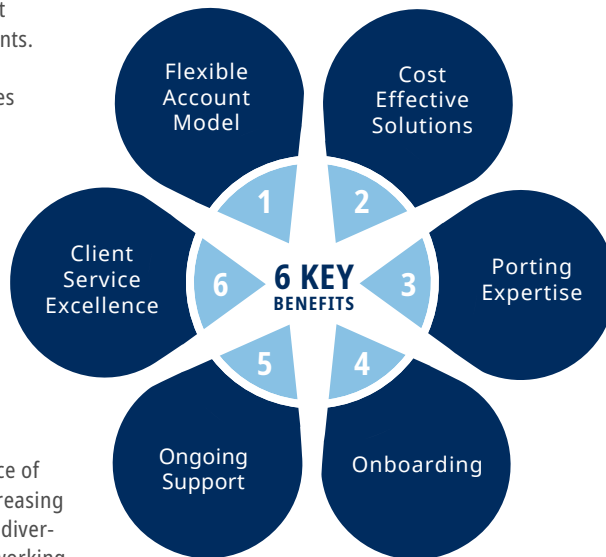 t
nts.
es
Flexible
Account
Model
Cost
Effective
Solutions
1
2
Client
Service
Excellence
6
6 KEY
BENEFITS
3
Porting
Expertise
5
4
Ongoing
Support
Onboarding
ce of
reasing
diver-
working